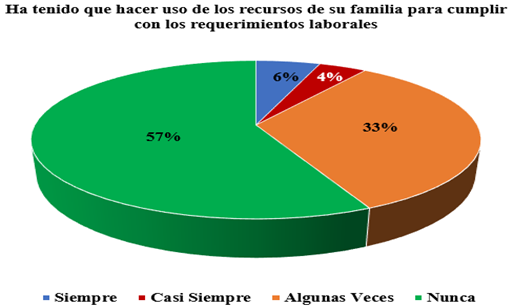 Ha tenido que hacer uso de los recursos de su familia para cumplir
con los requerimientos laborales
6%
4%
33%
57%
Siempre Casi Siempre Algunas Veces Nunca